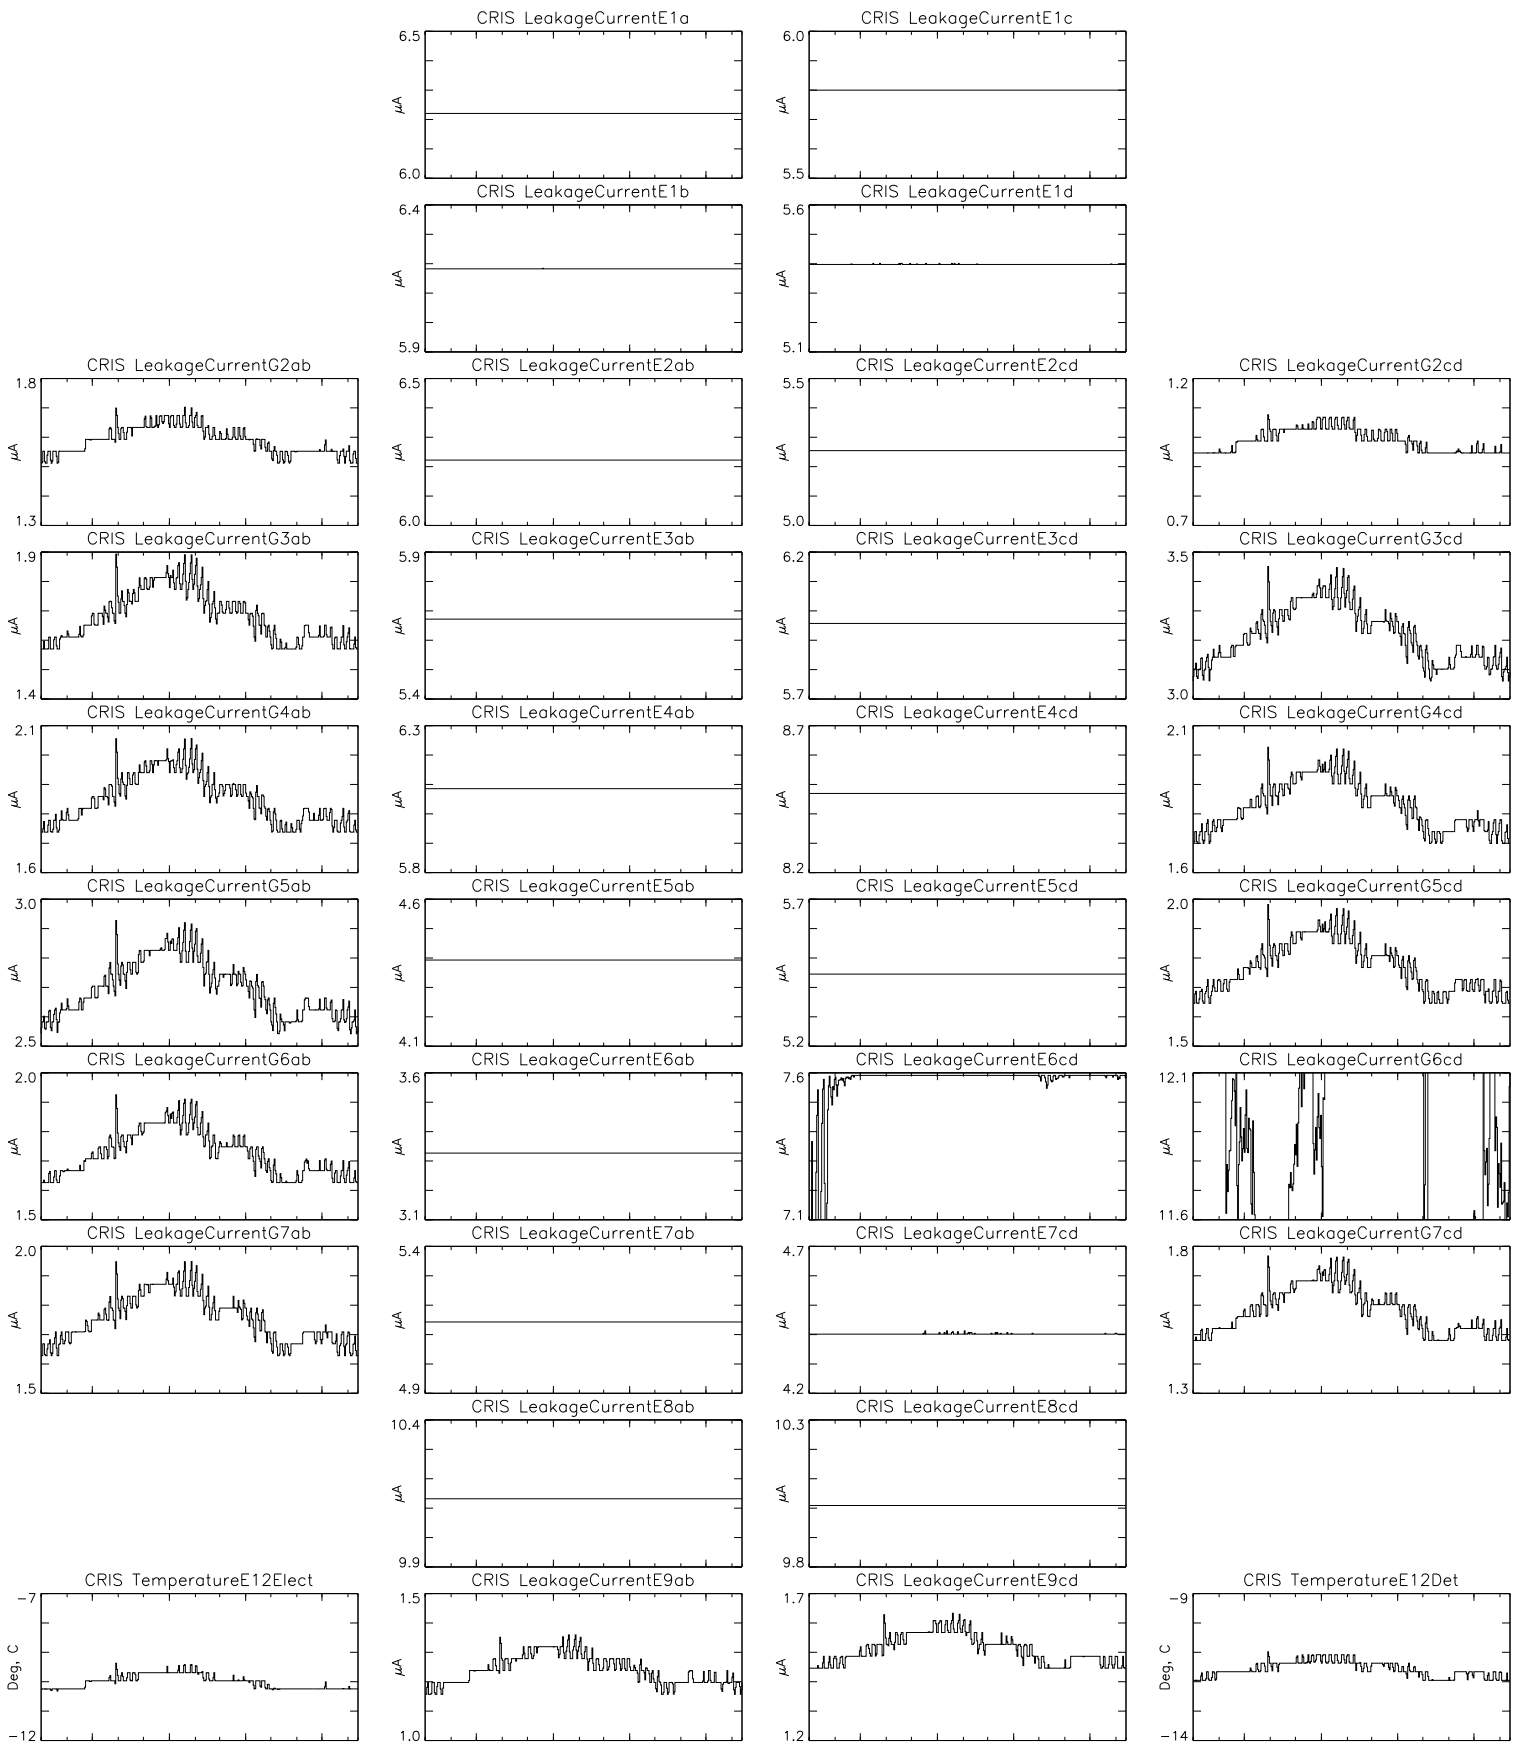 CRIS LeakageCurrentE1a
6.5
μA
6.0
CRIS LeakageCurrentE1c
6.0
μA
5.5
CRIS LeakageCurrentE1b
6.4
μA
5.9
CRIS LeakageCurrentE1d
5.6
μA
5.1
CRIS LeakageCurrentG2ab
1.8
μA
1.3
CRIS LeakageCurrentE2ab
6.5
μA
6.0
CRIS LeakageCurrentE2cd
5.5
μA
5.0
CRIS LeakageCurrentG2cd
1.2
μA
0.7
CRIS LeakageCurrentG3ab
1.9
μA
1.4
CRIS LeakageCurrentE3ab
5.9
μA
5.4
CRIS LeakageCurrentE3cd
6.2
μA
5.7
CRIS LeakageCurrentG3cd
3.5
μA
3.0
CRIS LeakageCurrentG4ab
2.1
μA
1.6
CRIS LeakageCurrentE4ab
6.3
μA
5.8
CRIS LeakageCurrentE4cd
8.7
μA
8.2
CRIS LeakageCurrentG4cd
2.1
μA
1.6
CRIS LeakageCurrentG5ab
3.0
μA
2.5
CRIS LeakageCurrentE5ab
4.6
μA
4.1
CRIS LeakageCurrentE5cd
5.7
μA
5.2
CRIS LeakageCurrentG5cd
2.0
μA
1.5
CRIS LeakageCurrentG6ab
2.0
μA
1.5
CRIS LeakageCurrentE6ab
3.6
μA
3.1
CRIS LeakageCurrentE6cd
7.6
μA
7.1
CRIS LeakageCurrentG6cd
12.1
μA
11.6
CRIS LeakageCurrentG7ab
2.0
μA
1.5
CRIS LeakageCurrentE7ab
5.4
μA
4.9
CRIS LeakageCurrentE7cd
4.7
μA
4.2
CRIS LeakageCurrentG7cd
1.8
μA
1.3
CRIS LeakageCurrentE8ab
10.4
μA
9.9
CRIS LeakageCurrentE8cd
10.3
μA
9.8
CRIS TemperatureE12Elect
-7
Deg, C
-12
CRIS LeakageCurrentE9ab
1.5
μA
1.0
CRIS LeakageCurrentE9cd
1.7
μA
1.2
CRIS TemperatureE12Det
-9
Deg, C
-14